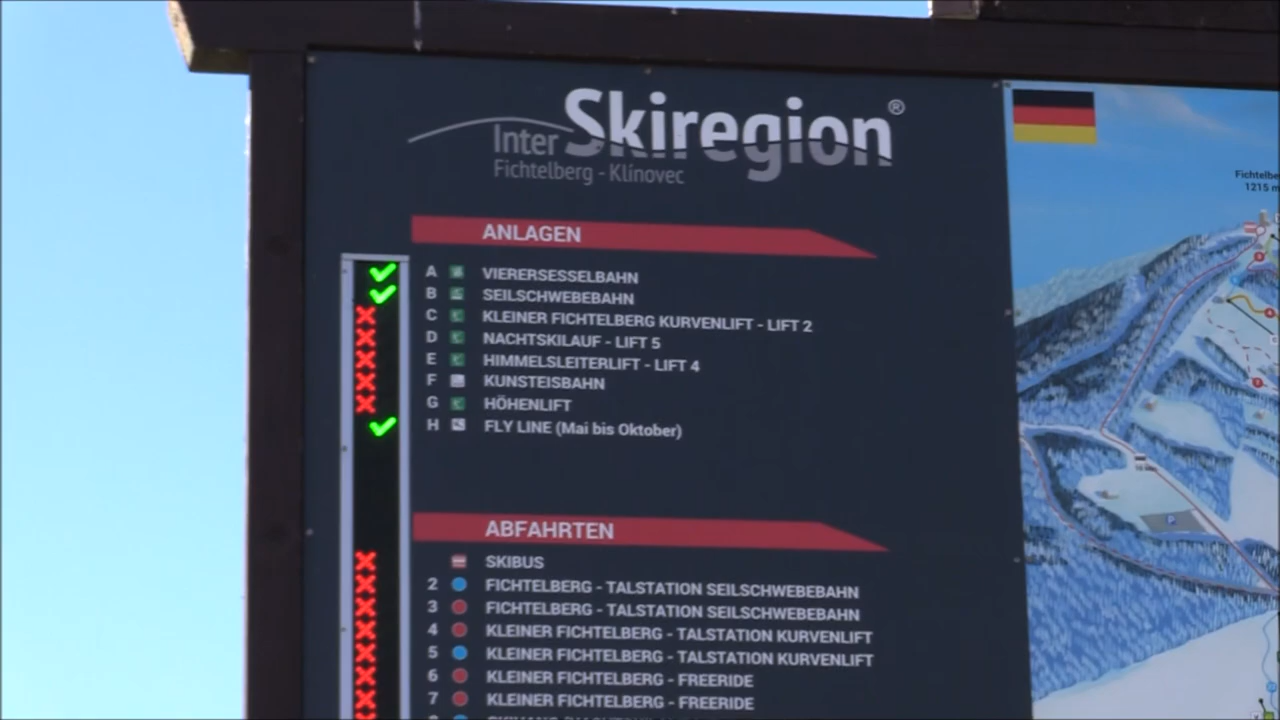 Skiregion®
Inter
Fichtelberg - Klínovec
ANLAGEN
A VIERERSESSELBAHN
B SEILSCHWEBEBAHN
C KLEINER FICHTELBERG KURVENLIFT - LIFT 2
D NACHTSKILAUF - LIFT 5
E HIMMELSLEITERLIFT - LIFT 4
F KUNSTEISBAHN
G HÖHENLIFT
H FLY LINE (Mai bis Oktober)
ABFAHRTEN
SKIBUS
2 FICHTELBERG - TALSTATION SEILSCHWEBEBAHN
3 FICHTELBERG - TALSTATION SEILSCHWEBEBAHN
4 KLEINER FICHTELBERG - TALSTATION KURVENLIFT
5 KLEINER FICHTELBERG - TALSTATION KURVENLIFT
6 KLEINER FICHTELBERG - FREERIDE
7 KLEINER FICHTELBERG - FREERIDE
Fichtelbe
1215 m